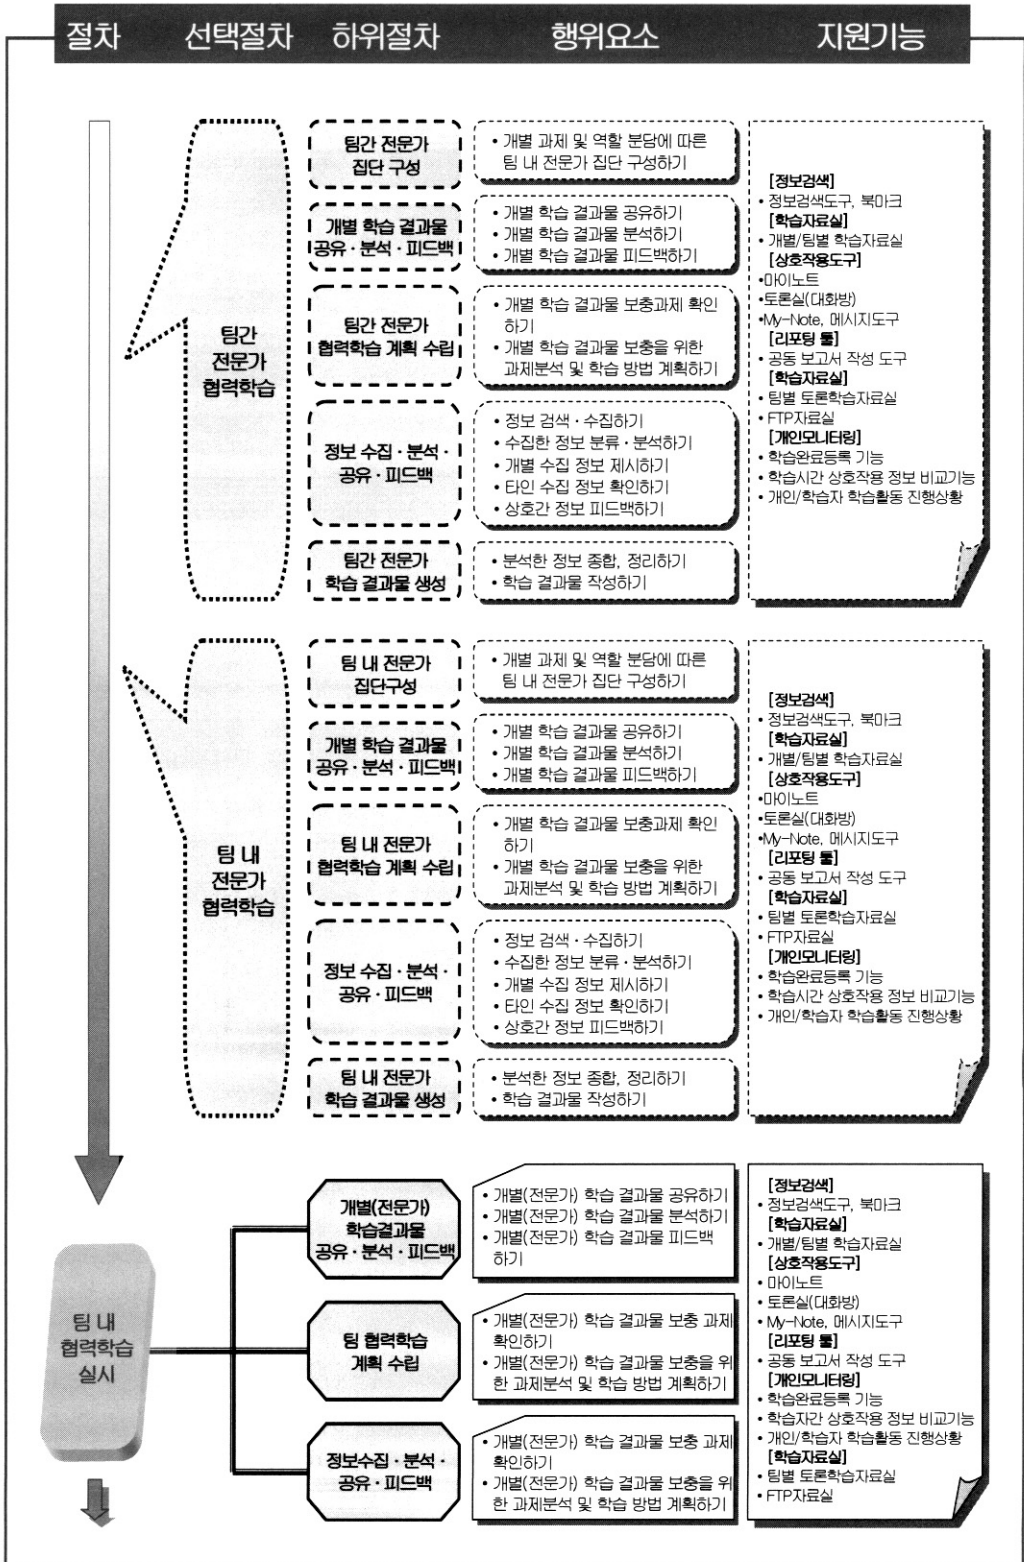 절차 선택절차 하위절차 행위요소 지원기능
팀간
전문가
협력학습
팀간 전문가
집단 구성
• 개별 과제 및 역할 분담에 따른
팀 내 전문가 집단 구성하기
개별 학습 결과물
공유 · 분석 · 피드백
• 개별 학습 결과물 공유하기
• 개별 학습 결과물 분석하기
• 개별 학습 결과물 피드백하기
팀간 전문가
협력학습 계획 수립
• 개별 학습 결과물 보충과제 확인
하기
• 개별 학습 결과물 보충을 위한
과제분석 및 학습 방법 계획하기
정보 수집 · 분석 ·
공유 · 피드백
• 정보 검색 · 수집하기
• 수집한 정보 분류 · 분석하기
• 개별 수집 정보 제시하기
• 타인 수집 정보 확인하기
• 상호간 정보 피드백하기
팀간 전문가
학습 결과물 생성
• 분석한 정보 종합, 정리하기
• 학습 결과물 작성하기
[정보검색]
• 정보검색도구, 북마크
[학습자료실]
• 개별/팀별 학습자료실
[상호작용도구]
•마이노트
•토론실(대화방)
•My-Note, 메시지도구
[리포팅 툴]
• 공동 보고서 작성 도구
[학습자료실]
• 팀별 토론학습자료실
• FTP자료실
[개인모니터링]
• 학습완료등록 기능
• 학습시간 상호작용 정보 비교기능
• 개인/학습자 학습활동 진행상황
팀 내
전문가
협력학습
팀 내 전문가
집단구성
• 개별 과제 및 역할 분담에 따른
팀 내 전문가 집단 구성하기
개별 학습 결과물
공유 · 분석 · 피드백
• 개별 학습 결과물 공유하기
• 개별 학습 결과물 분석하기
• 개별 학습 결과물 피드백하기
팀 내 전문가
협력학습 계획 수립
• 개별 학습 결과물 보충과제 확인
하기
• 개별 학습 결과물 보충을 위한
과제분석 및 학습 방법 계획하기
정보 수집 · 분석 ·
공유 · 피드백
• 정보 검색 · 수집하기
• 수집한 정보 분류 · 분석하기
• 개별 수집 정보 제시하기
• 타인 수집 정보 확인하기
• 상호간 정보 피드백하기
팀 내 전문가
학습 결과물 생성
• 분석한 정보 종합, 정리하기
• 학습 결과물 작성하기
[정보검색]
• 정보검색도구, 북마크
[학습자료실]
• 개별/팀별 학습자료실
[상호작용도구]
•마이노트
•토론실(대화방)
•My-Note, 메시지도구
[리포팅 툴]
• 공동 보고서 작성 도구
[학습자료실]
• 팀별 토론학습자료실
• FTP자료실
[개인모니터링]
• 학습완료등록 기능
• 학습시간 상호작용 정보 비교기능
• 개인/학습자 학습활동 진행상황
팀 내
협력학습
실시
개별(전문가)
학습결과물
공유 · 분석 · 피드백
• 개별(전문가) 학습 결과물 공유하기
• 개별(전문가) 학습 결과물 분석하기
• 개별(전문가) 학습 결과물 피드백
하기
팀 협력학습
계획 수립
• 개별(전문가) 학습 결과물 보충 과제
확인하기
• 개별(전문가) 학습 결과물 보충을 위
한 과제분석 및 학습 방법 계획하기
정보수집 · 분석 ·
공유 · 피드백
• 개별(전문가) 학습 결과물 보충 과제
확인하기
• 개별(전문가) 학습 결과물 보충을 위
한 과제분석 및 학습 방법 계획하기
[정보검색]
• 정보검색도구, 북마크
[학습자료실]
• 개별/팀별 학습자료실
[상호작용도구]
• 마이노트
• 토론실(대화방)
• My-Note, 메시지도구
[리포팅 툴]
• 공동 보고서 작성 도구
[개인모니터링]
• 학습완료등록 기능
• 학습자간 상호작용 정보 비교기능
• 개인/학습자 학습활동 진행상황
[학습자료실]
• 팀별 토론학습자료실
• FTP자료실